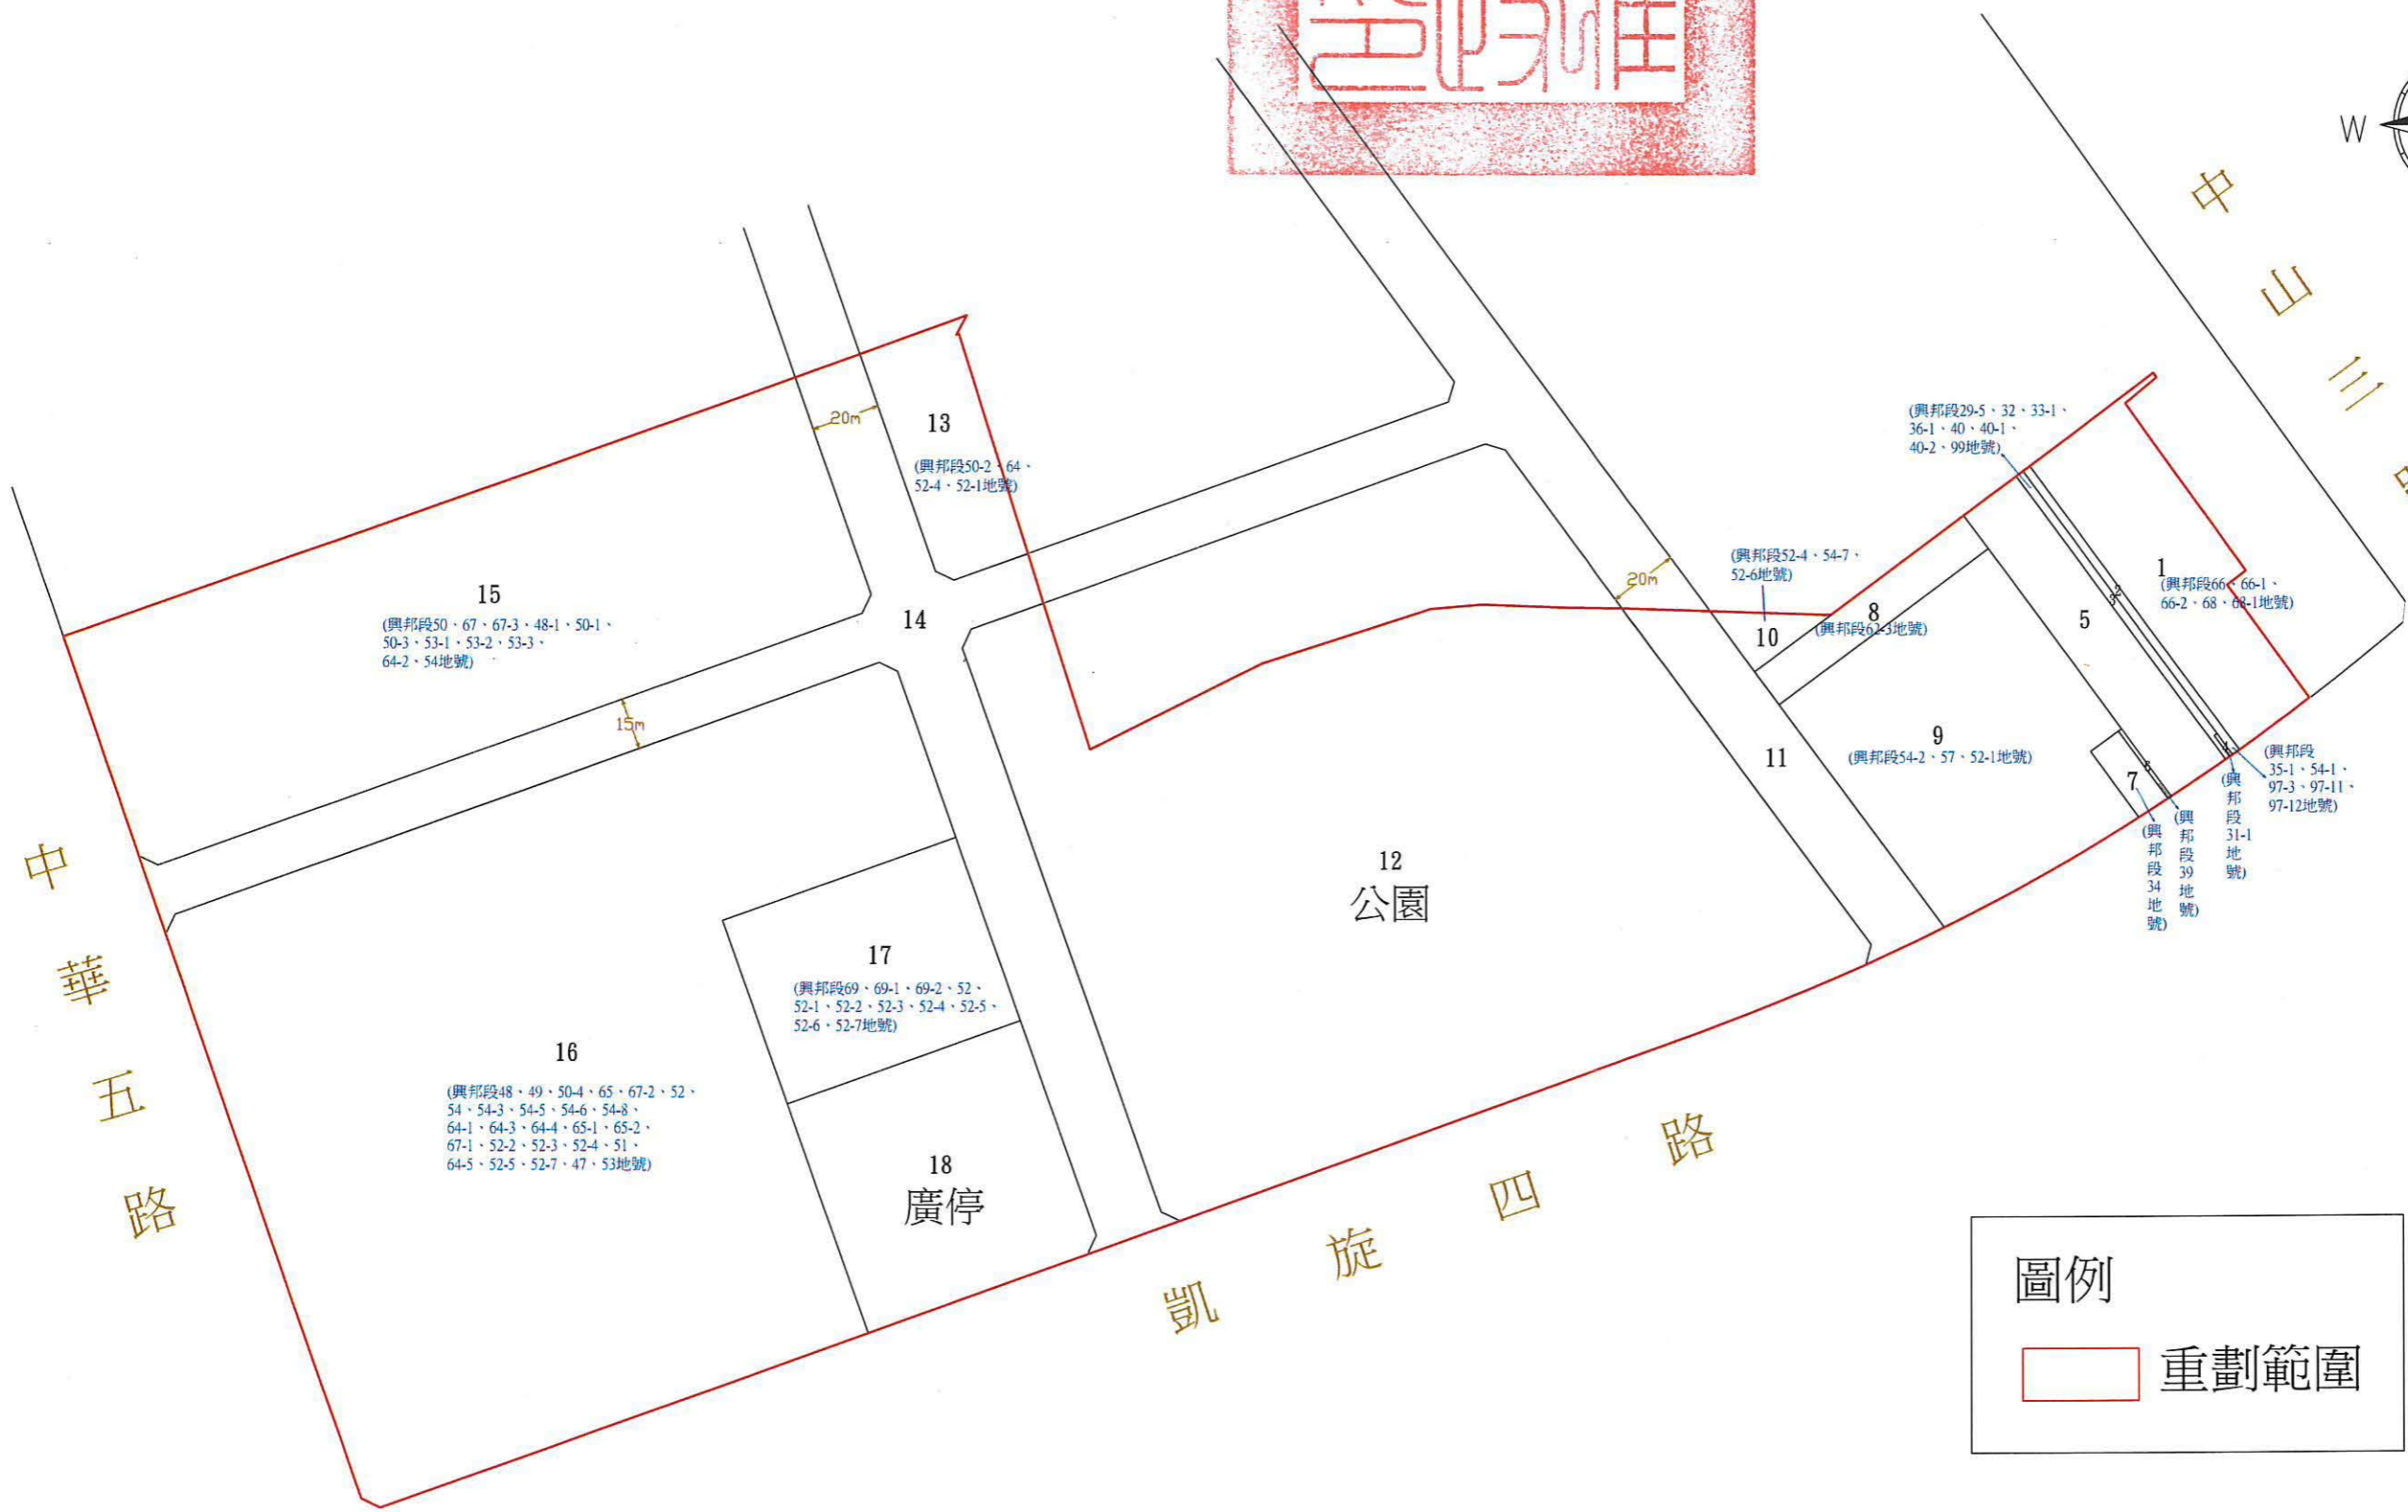 W
中
山
三
20m
13
(興邦段50-2、64、
52-4、52-1地號)
(興邦段29-5、32、33-1、
36-1、40、40-1、
40-2、99地號)
15
(興邦段50、67、67-3、48-1、50-1、
50-3、53-1、53-2、53-3、
64-2、54地號)
14
15m
20m
(興邦段52-4、54-7、
52-6地號)
10
8
(興邦段62-3地號)
1
(興邦段66、66-1、
66-2、68、68-1地號)
2
3
5
9
(興邦段54-2、57、52-1地號)
11
4
6
7
(興邦段
35-1、54-1、
97-3、97-11、
97-12地號)
(興
邦
段
31-1
地
號)
(興
邦
段
39
地
號)
(興
邦
段
34
地
號)
12
公園
中
華
五
路
17
(興邦段69、69-1、69-2、52、
52-1、52-2、52-3、52-4、52-5、
52-6、52-7地號)
16
(興邦段48、49、50-4、65、67-2、52、
54、54-3、54-5、54-6、54-8、
64-1、64-3、64-4、65-1、65-2、
67-1、52-2、52-3、52-4、51、
64-5、52-5、52-7、47、53地號)
18
廣停
凱
旋
四
路
圖例
重劃範圍